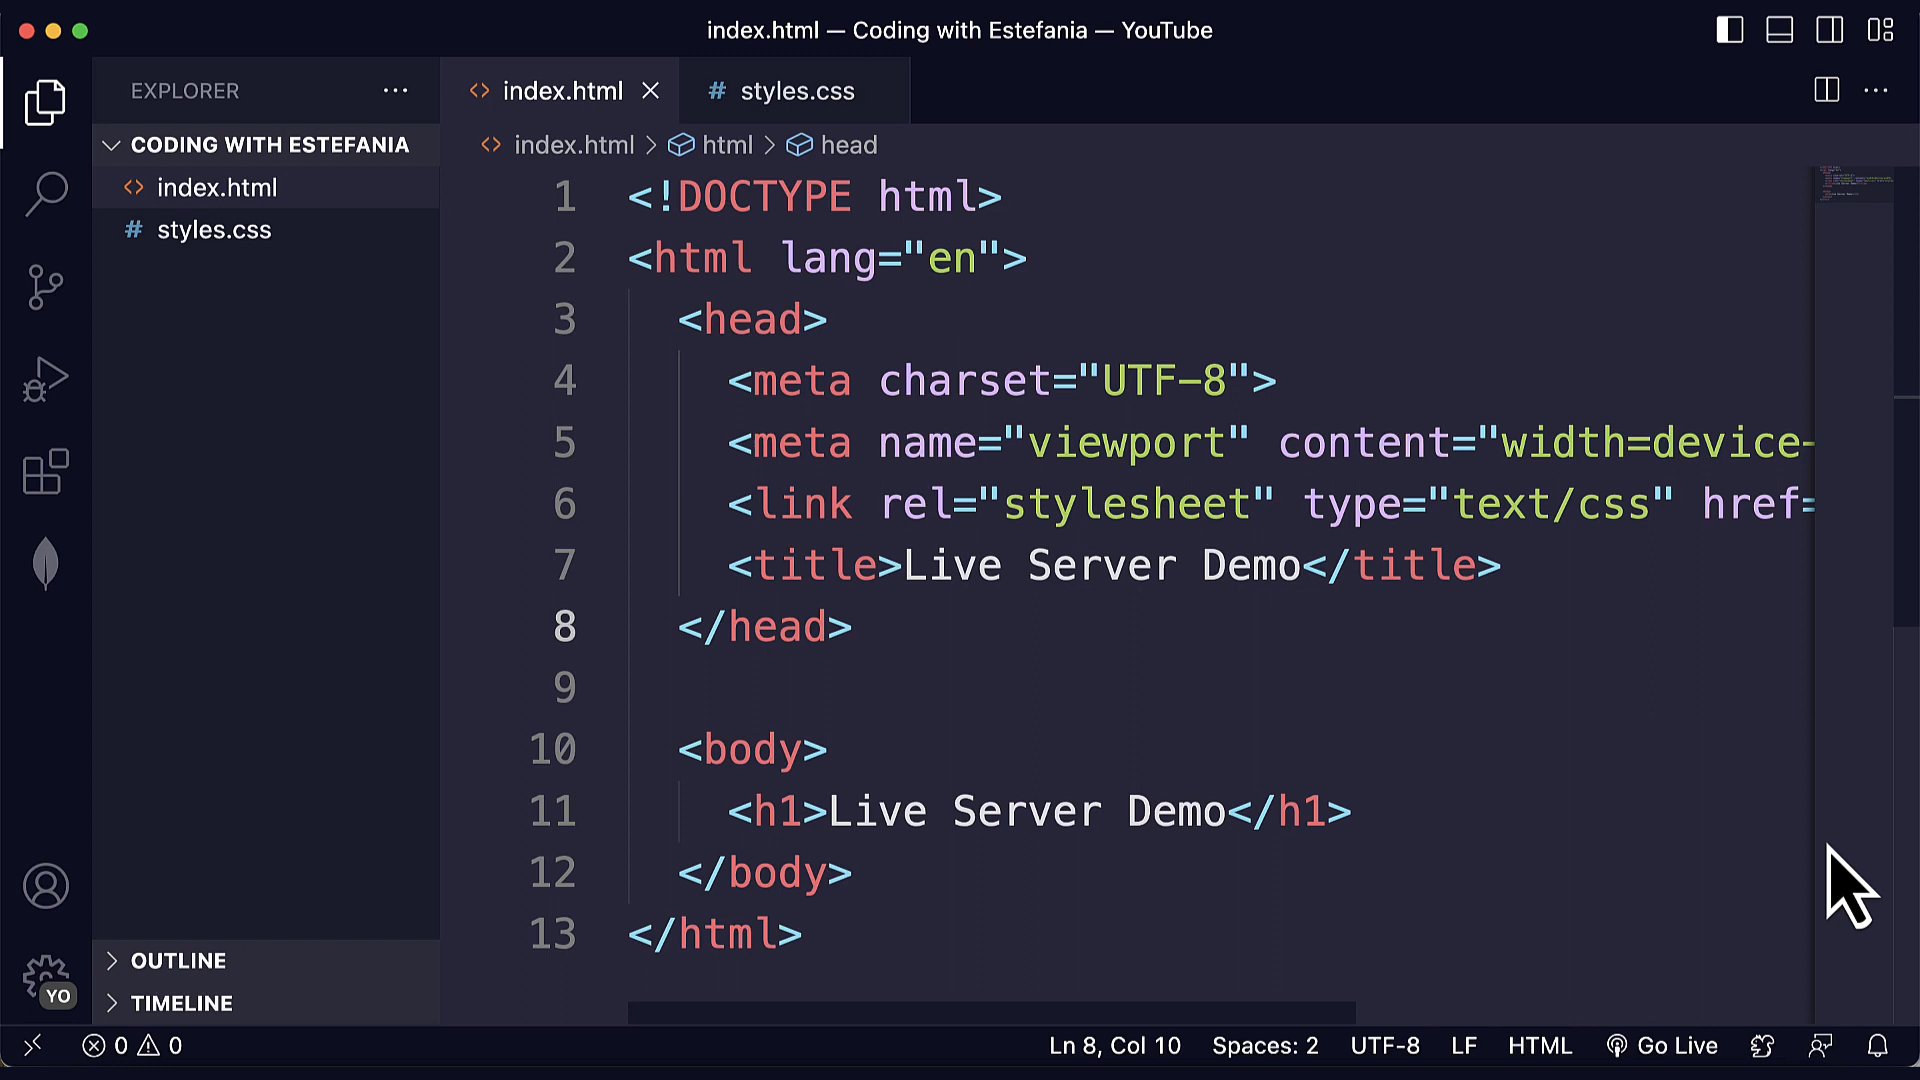 index.html — Coding with Estefania — YouTube
EXPLORER
CODING WITH ESTEFANIA
index.html
# styles.css
OUTLINE
TIMELINE
index.html
# styles.css
index.html > html > head
1 <!DOCTYPE html>
2 <html lang="en">
3 <head>
4 <meta charset="UTF-8">
5 <meta name="viewport" content="width=device-
6 <link rel="stylesheet" type="text/css" href=
7 <title>Live Server Demo</title>
8 </head>
9
10 <body>
11 <h1>Live Server Demo</h1>
12 </body>
13 </html>
YO
0 0
Ln 8, Col 10 Spaces: 2 UTF-8 LF HTML Go Live